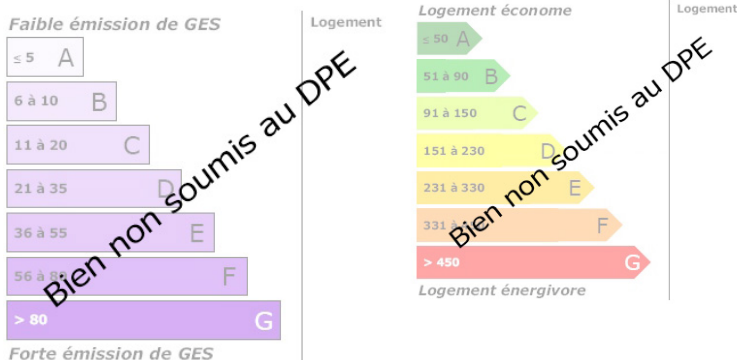 Faible émission de GES
Logement
≤ 5 A
6 à 10 B
11 à 20 C
21 à 35 D
36 à 55 E
56 à 80 F
> 80 G
Forte émission de GES
Bien non soumis au DPE
Logement économe
Logement
≤ 50 A
51 à 90 B
91 à 150 C
151 à 230 D
231 à 330 E
331 à F
> 450 G
Logement énergivore
Bien non soumis au DPE